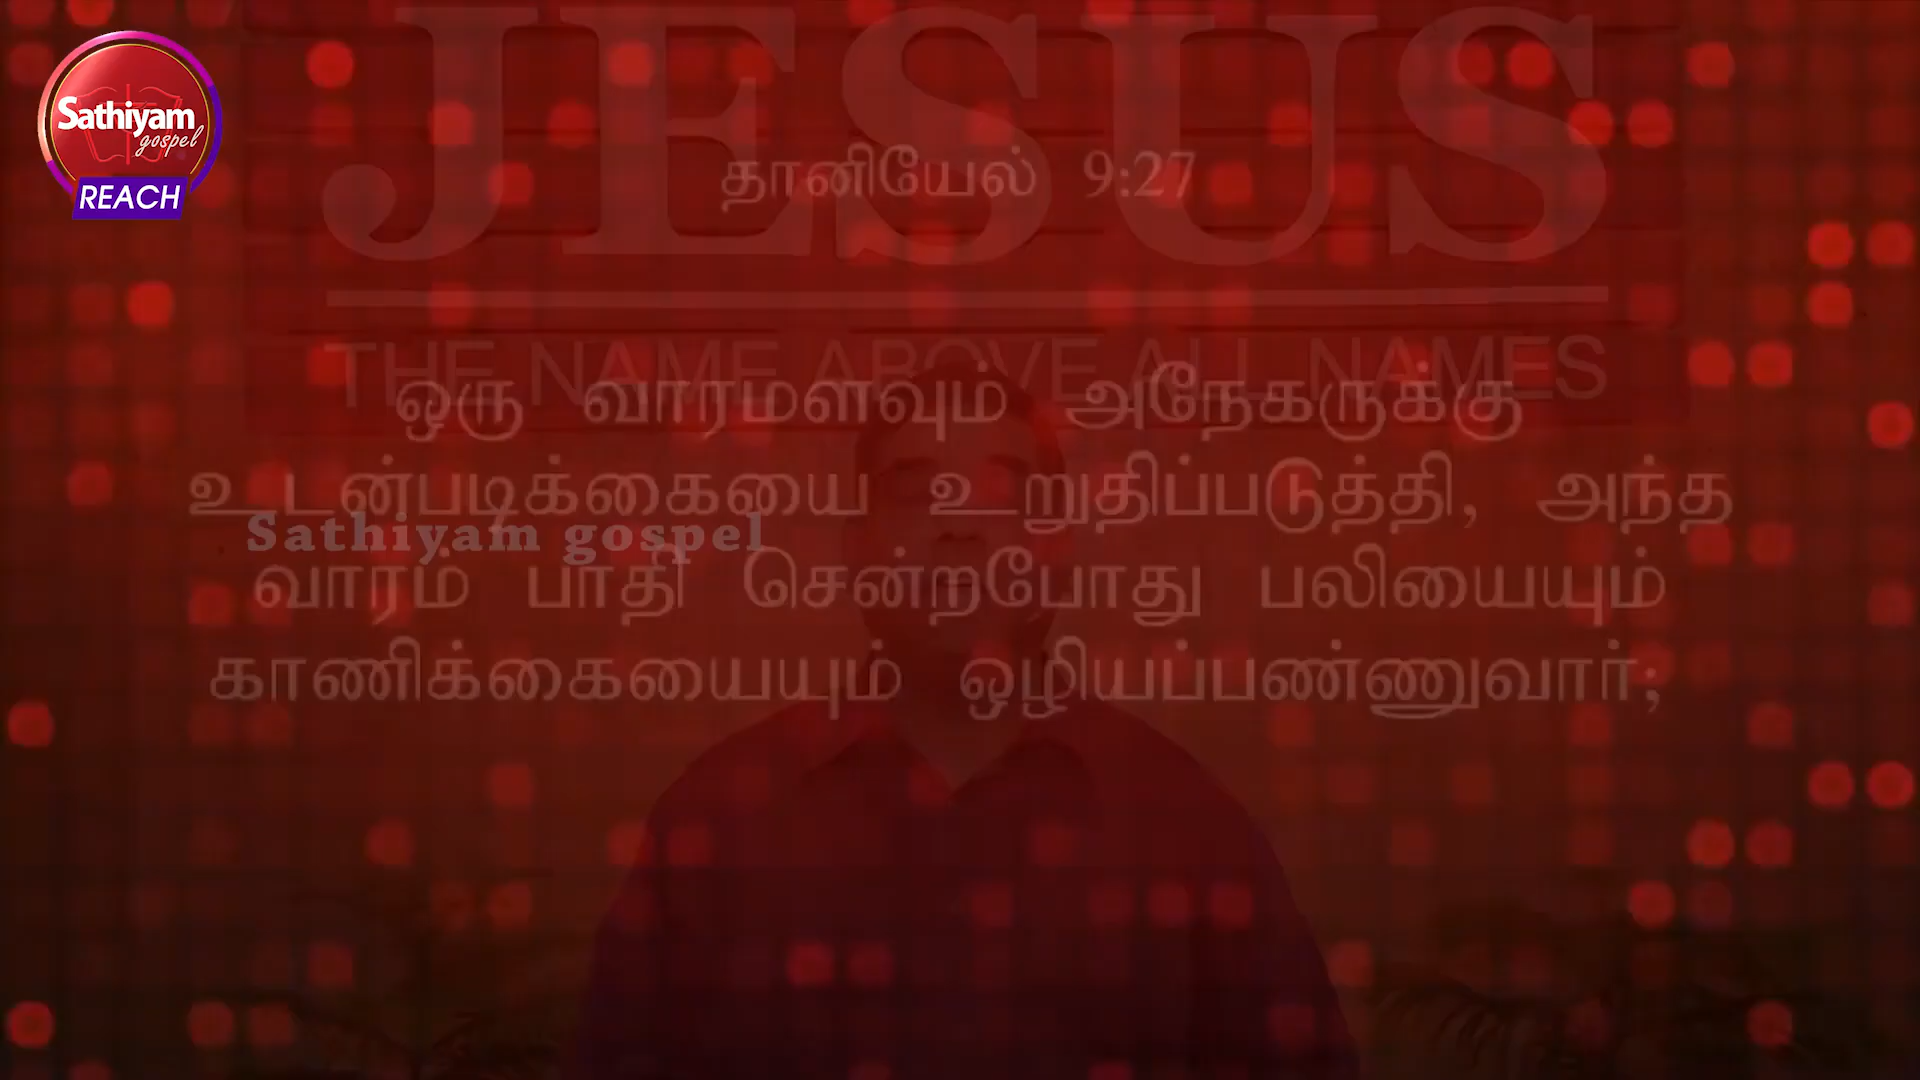 JESUS
Sathiyam
gospel
REACH
தானியேல் 9:27
THE NAME ABOVE ALL NAMES
ஒரு வாரமளவும் அநேகருக்கு
உடன்படிக்கையை உறுதிப்படுத்தி, அந்த
Sathiyam gospel
வாரம் பாதி சென்றபோது பலியையும்
காணிக்கையையும் ஒழியப்பண்ணுவார்;